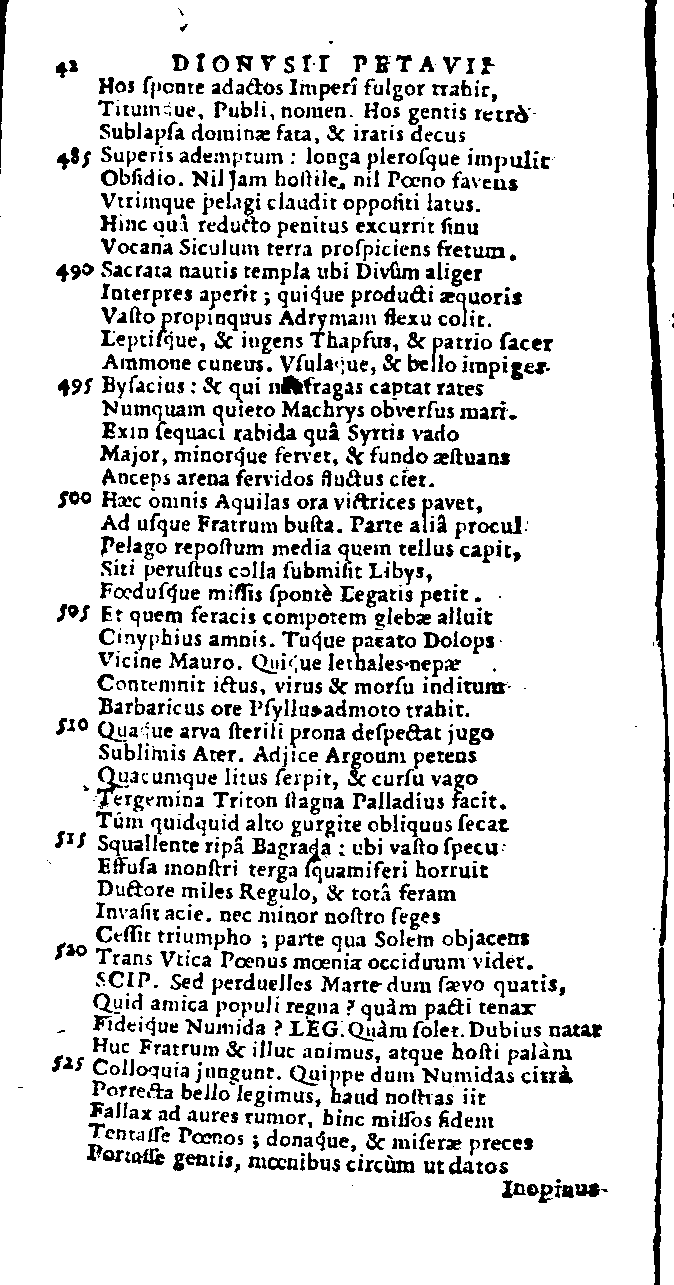 42 DIONYSII PETAVII
Hos ſponte adactos Imperî fulgor trahit,
Titumque, Publi, nomen. Hos gentis retrò
Sublapſa dominæ fata, & iratis decus
485 Superis ademptum : longa pleroſque impulit
Obſidio. Nil Jam hoſtile, nil Pœno favens
Vtrimque pelagi claudit oppoſiti latus.
Hinc quâ reducto penitus excurrit ſinu
Vocana Siculum terra proſpiciens fretum.
490 Sacrata nautis templa ubi Divûm aliger
Interpres aperit ; quique producti æquoris
Vaſto propinquus Adrymam flexu colit.
Leptiſque, & ingens Thapſus, & patrio ſacer
Ammone cuneus. Vſulaque, & bello impiger
495 Byſacius : & qui naufragas captat rates
Numquam quieto Machrys obverſus mari.
Exin ſequaci rabida quâ Syrtis vado
Major, minorque fervet, & fundo æſtuans
Anceps arena fervidos fluctus ciet.
500 Hæc omnis Aquilas ora victrices pavet,
Ad uſque Fratrum buſta. Parte aliâ procul
Pelago repoſtum media quem tellus capit,
Siti peruſtus colla ſubmiſit Libys,
Fœduſque miſſis ſpontè Legatis petit.
505 Et quem feracis compotem glebæ alluit
Cinyphius amnis. Tuque pacato Dolops
Vicine Mauro. Quique lethales nepæ
Contemnit ictus, virus & morſu inditum
Barbaricus ore Pſyllus admoto trahit.
510 Quaque arva ſterili prona deſpectat jugo
Sublimis Ater. Adjice Argoum petens
Quacumque litus ſerpit, & curſu vago
Tergemina Triton ſtagna Palladius facit.
Túm quidquid alto gurgite obliquus ſecat
515 Squallente ripâ Bagrada : ubi vaſto ſpecu
Effuſa monſtri terga ſquamiferi horruit
Ductore miles Regulo, & totâ feram
Invaſit acie. nec minor noſtro ſeges
Ceſſit triumpho ; parte qua Solem objacens
520 Trans Vtica Pœnus mœnia occiduum videt.
SCIP. Sed perduelles Marte dum ſævo quatis,
Quid amica populi regna ? quàm pacti tenax
Fideique Numida ? LEG. Quàm ſolet. Dubius natat
Huc Fratrum & illuc animus, atque hoſti palàm
525 Colloquia jungunt. Quippe dum Numidas citrà
Porrecta bello legimus, haud noſtras iit
Fallax ad aures rumor, hinc miſſos fidem
Tentaſſe Pœnos ; donaque, & miſeræ preces
Portaſſe gentis, mœnibus circùm ut datos
Inopinus